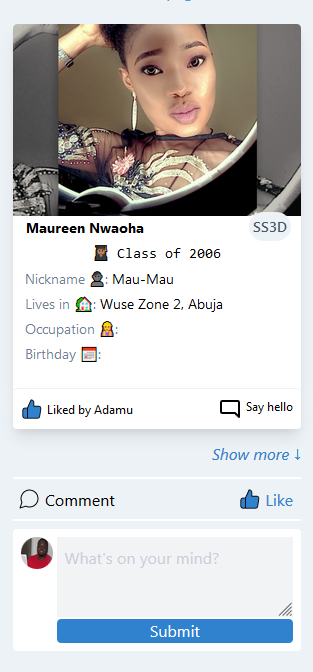 Maureen Nwaoha
SS3D
Class of 2006
Nickname : Mau-Mau
Lives in : Wuse Zone 2, Abuja
Occupation :
Birthday :
Liked by Adamu
Say hello
Show more ↓
Comment
Like
What's on your mind?
Submit